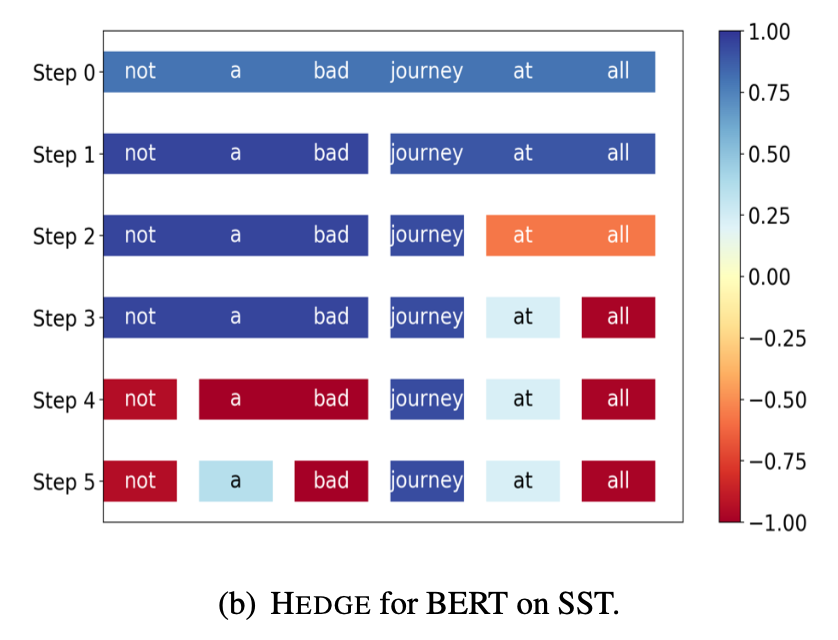 Step 0 not a bad journey at all
Step 1 not a bad journey at all
Step 2 not a bad journey at all
Step 3 not a bad journey at all
Step 4 not a bad journey at all
Step 5 not a bad journey at all
1.00
0.75
0.50
0.25
0.00
−0.25
−0.50
−0.75
−1.00
(b) HEDGE for BERT on SST.